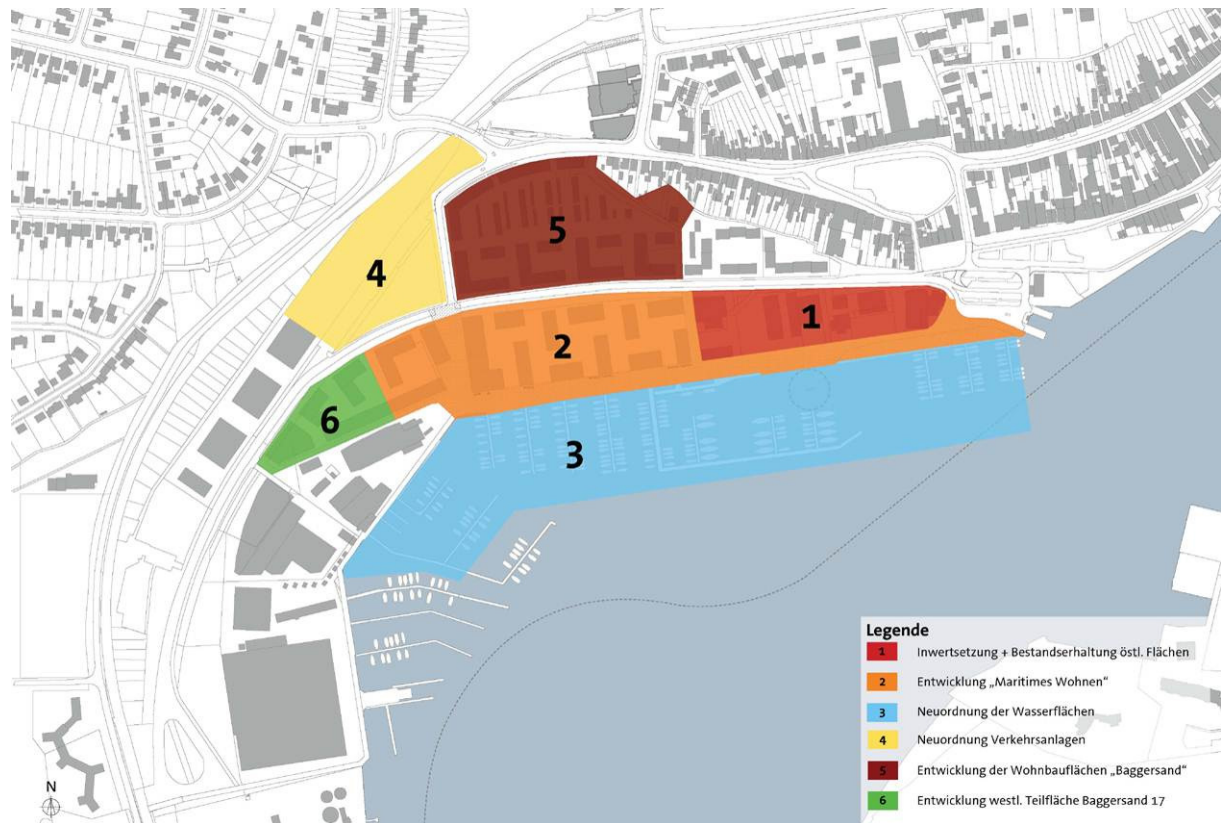 4
5
1
2
6
3
N
Legende
1 Inwertsetzung + Bestandserhaltung östl. Flächen
2 Entwicklung „Maritimes Wohnen“
3 Neuordnung der Wasserflächen
4 Neuordnung Verkehrsanlagen
5 Entwicklung der Wohnbauflächen „Baggersand“
6 Entwicklung westl. Teilfläche Baggersand 17